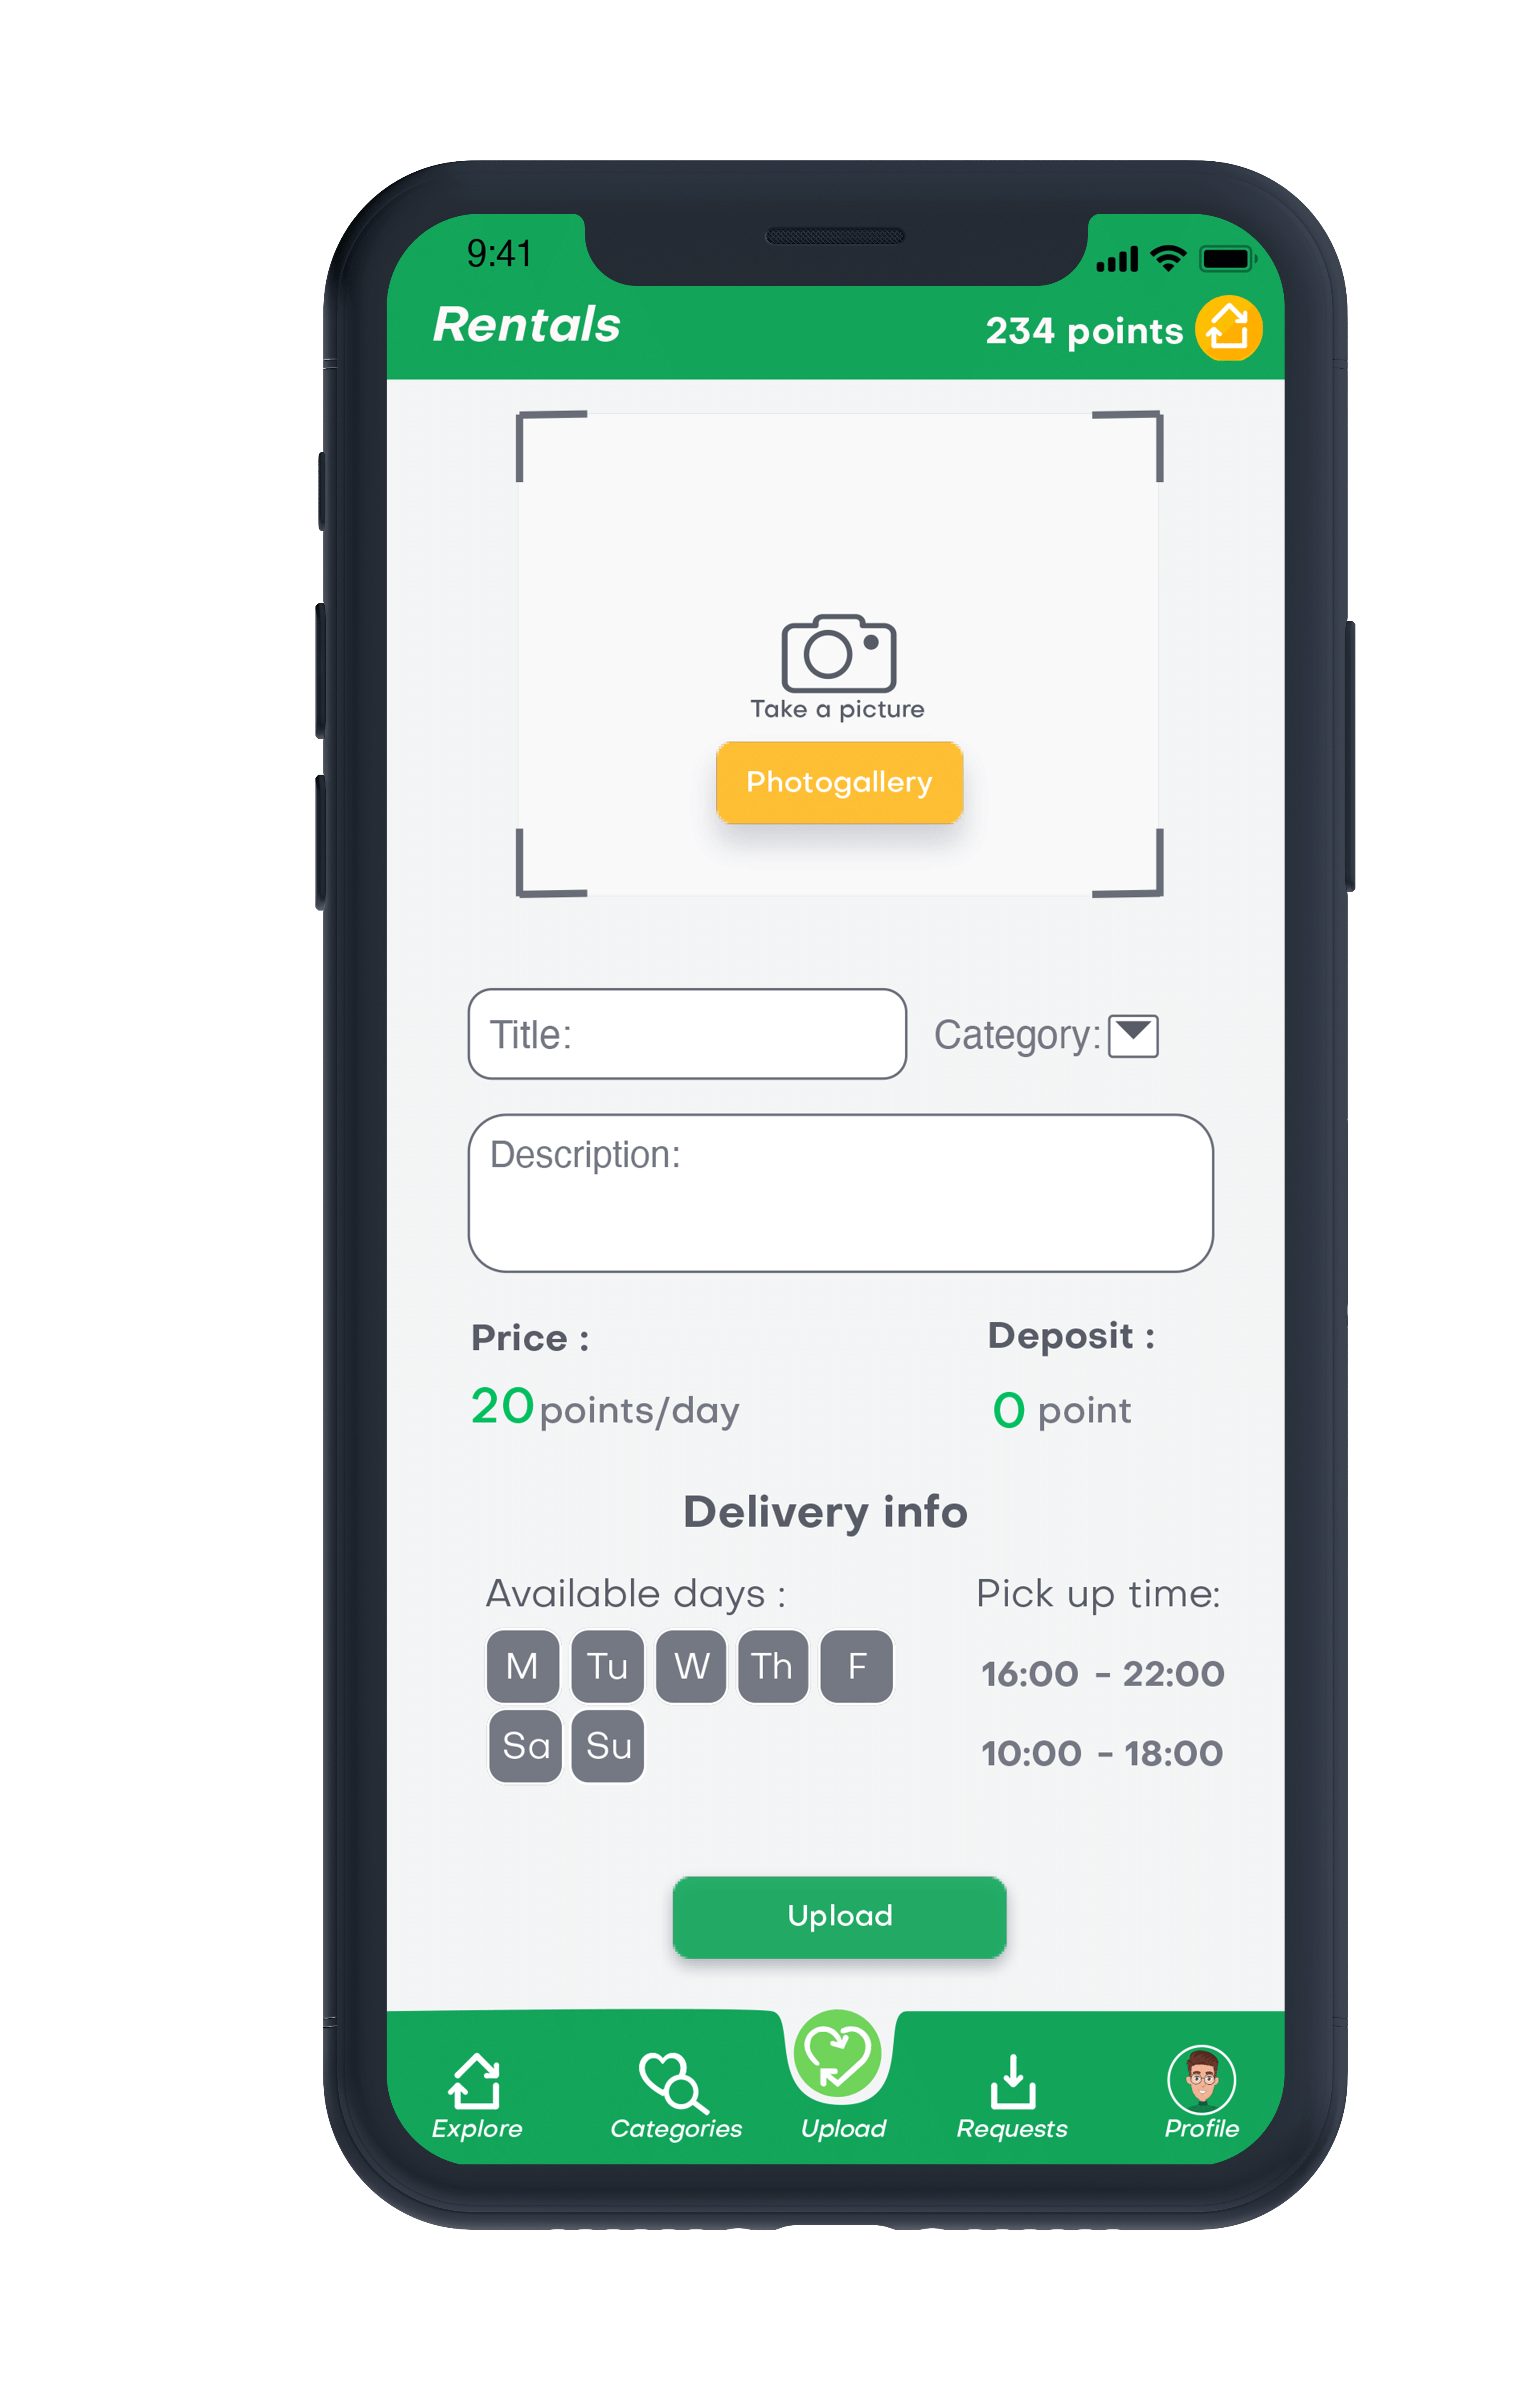 9:41
Rentals
234 points
Take a picture
Photogallery
Title:
Category:
Description:
Price :
Deposit :
20 points/day
0 point
Delivery info
Available days :
Pick up time:
M Tu W Th F
16:00 - 22:00
Sa Su
10:00 - 18:00
Upload
Explore
Categories
Upload
Requests
Profile